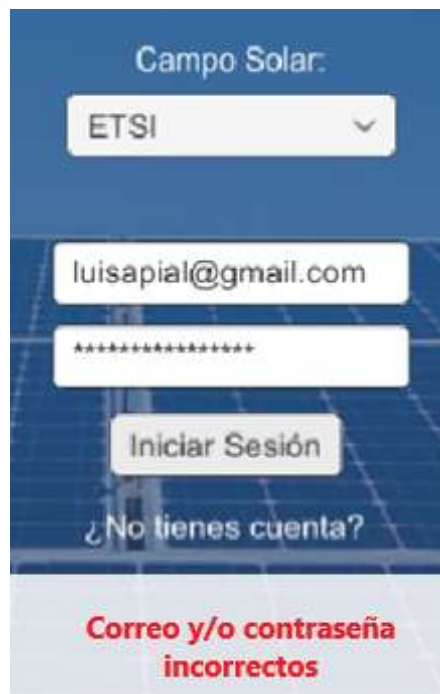 Campo Solar:
ETSI
luisapial@gmail.com
****************
Iniciar Sesión
¿No tienes cuenta?
Correo y/o contraseña
incorrectos